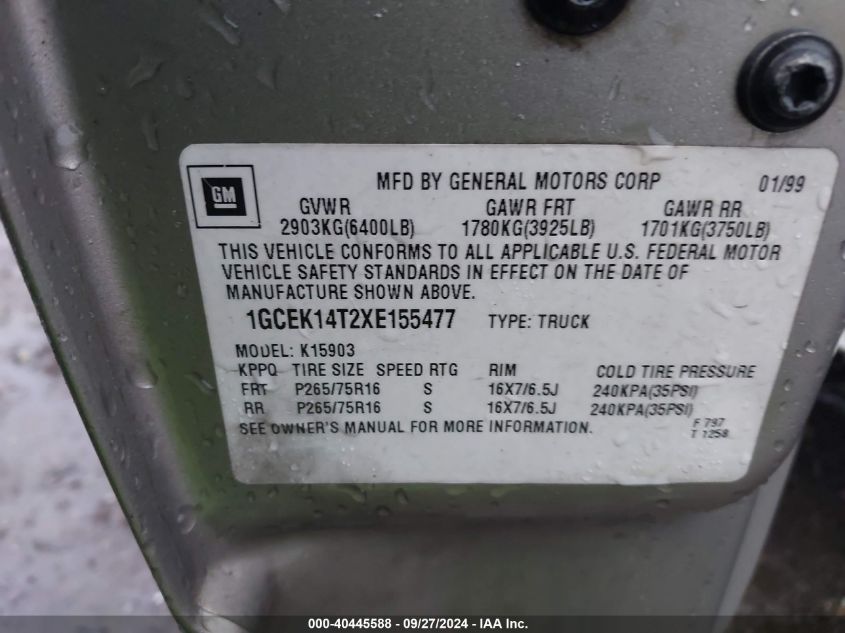 GM
MFD BY GENERAL MOTORS CORP 01/99
GVWR GAWR FRT GAWR RR
2903KG(6400LB) 1780KG(3925LB) 1701KG(3750LB)
THIS VEHICLE CONFORMS TO ALL APPLICABLE U.S. FEDERAL MOTOR
VEHICLE SAFETY STANDARDS IN EFFECT ON THE DATE OF
MANUFACTURE SHOWN ABOVE.
1GCEK14T2XE155477 TYPE: TRUCK
MODEL: K15903
KPPQ TIRE SIZE SPEED RTG RIM COLD TIRE PRESSURE
FRT P265/75R16 S 16X7/6.5J 240KPA(35PSI)
RR P265/75R16 S 16X7/6.5J 240KPA(35PSI)
SEE OWNER'S MANUAL FOR MORE INFORMATION. F 797
T 1258
000-40445588 - 09/27/2024 - IAA Inc.